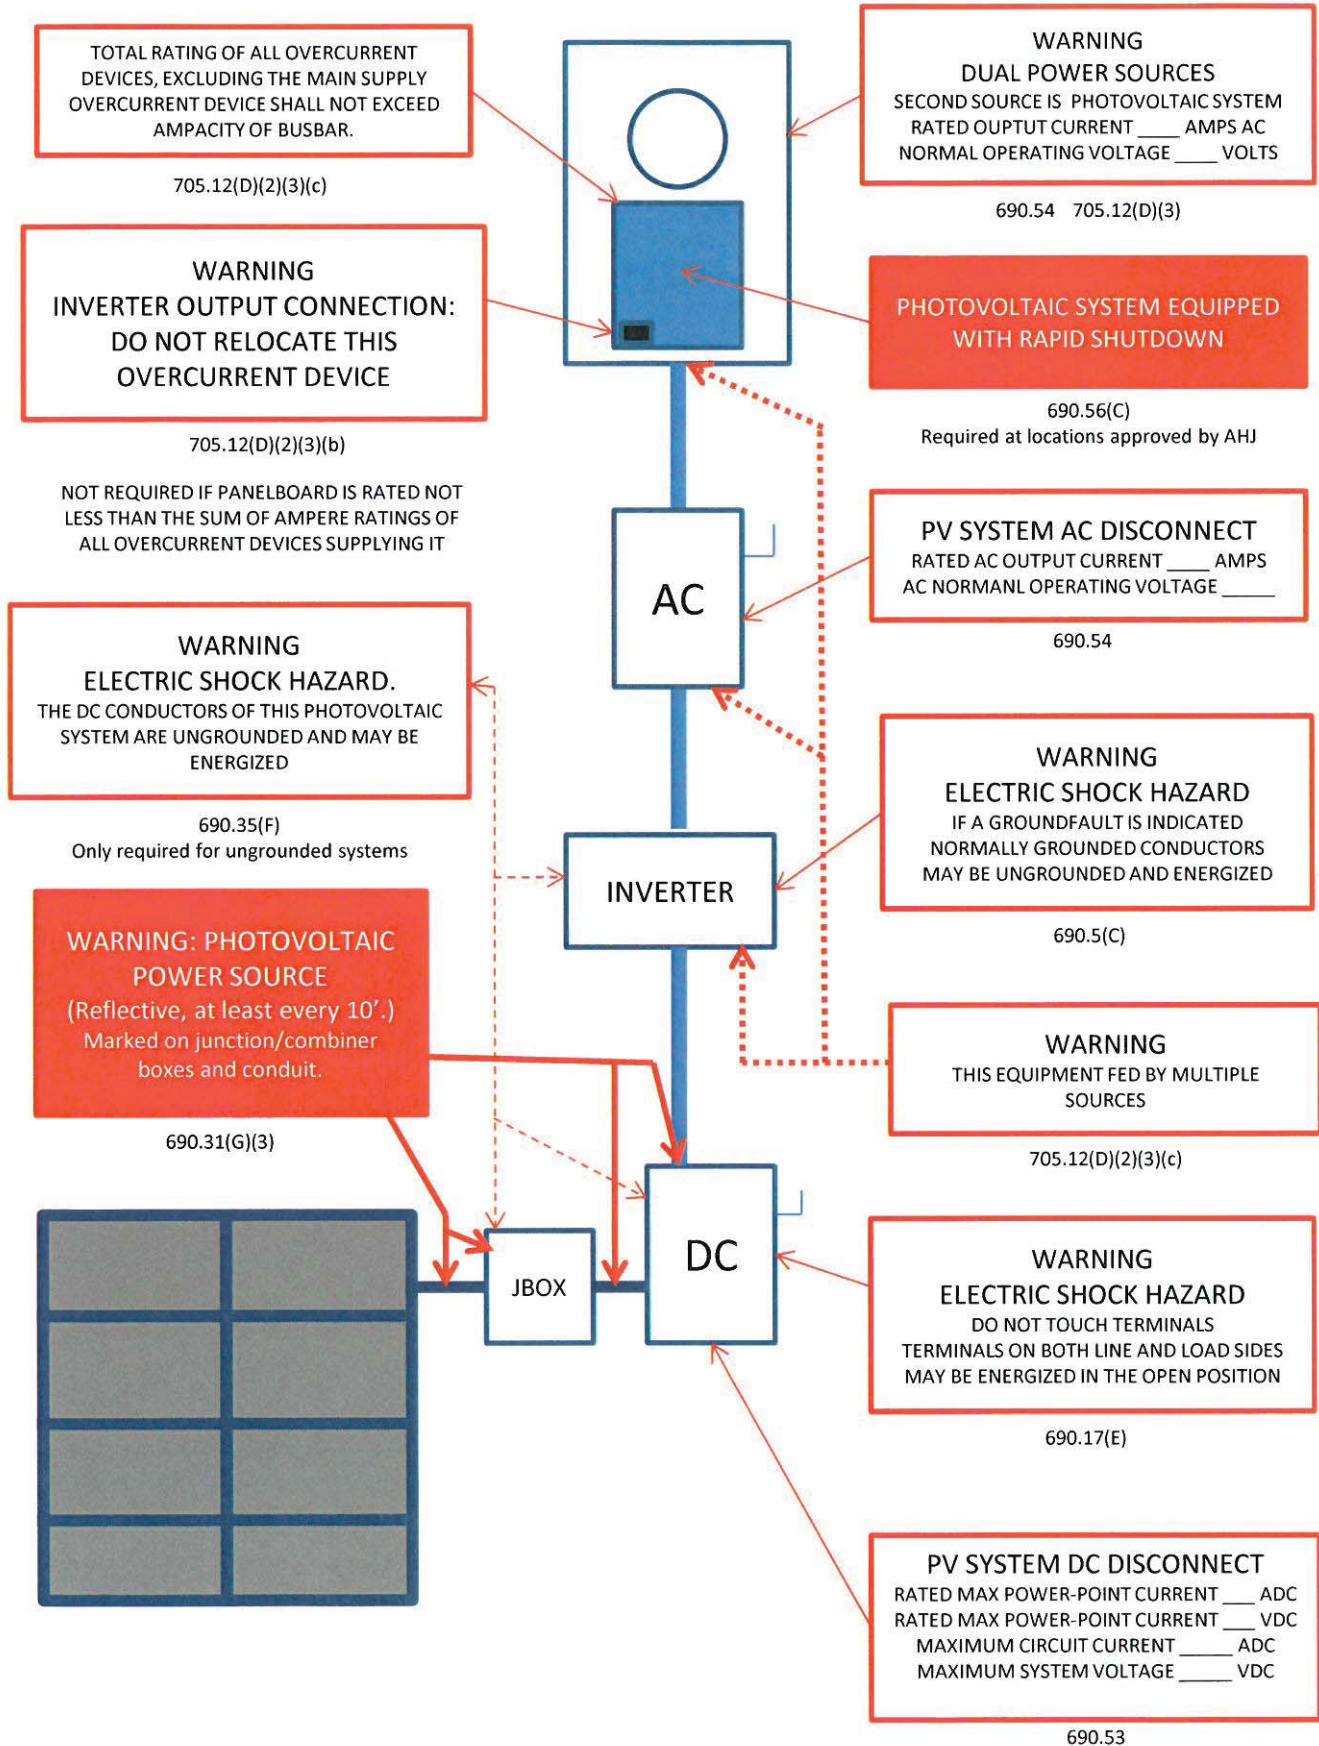 TOTAL RATING OF ALL OVERCURRENT
DEVICES, EXCLUDING THE MAIN SUPPLY
OVERCURRENT DEVICE SHALL NOT EXCEED
AMPACITY OF BUSBAR.
705.12(D)(2)(3)(c)
WARNING
INVERTER OUTPUT CONNECTION:
DO NOT RELOCATE THIS
OVERCURRENT DEVICE
705.12(D)(2)(3)(b)
NOT REQUIRED IF PANELBOARD IS RATED NOT
LESS THAN THE SUM OF AMPERE RATINGS OF
ALL OVERCURRENT DEVICES SUPPLYING IT
WARNING
ELECTRIC SHOCK HAZARD.
THE DC CONDUCTORS OF THIS PHOTOVOLTAIC
SYSTEM ARE UNGROUNDED AND MAY BE
ENERGIZED
690.35(F)
Only required for ungrounded systems
WARNING: PHOTOVOLTAIC
POWER SOURCE
(Reflective, at least every 10'.)
Marked on junction/combiner
boxes and conduit.
690.31(G)(3)
AC
INVERTER
JBOX
DC
WARNING
DUAL POWER SOURCES
SECOND SOURCE IS PHOTOVOLTAIC SYSTEM
RATED OUPTUT CURRENT ____ AMPS AC
NORMAL OPERATING VOLTAGE ____ VOLTS
690.54 705.12(D)(3)
PHOTOVOLTAIC SYSTEM EQUIPPED
WITH RAPID SHUTDOWN
690.56(C)
Required at locations approved by AHJ
PV SYSTEM AC DISCONNECT
RATED AC OUTPUT CURRENT ____ AMPS
AC NORMANL OPERATING VOLTAGE _____
690.54
WARNING
ELECTRIC SHOCK HAZARD
IF A GROUNDFAULT IS INDICATED
NORMALLY GROUNDED CONDUCTORS
MAY BE UNGROUNDED AND ENERGIZED
690.5(C)
WARNING
THIS EQUIPMENT FED BY MULTIPLE
SOURCES
705.12(D)(2)(3)(c)
WARNING
ELECTRIC SHOCK HAZARD
DO NOT TOUCH TERMINALS
TERMINALS ON BOTH LINE AND LOAD SIDES
MAY BE ENERGIZED IN THE OPEN POSITION
690.17(E)
PV SYSTEM DC DISCONNECT
RATED MAX POWER-POINT CURRENT ___ ADC
RATED MAX POWER-POINT CURRENT ___ VDC
MAXIMUM CIRCUIT CURRENT _____ ADC
MAXIMUM SYSTEM VOLTAGE _____ VDC
690.53